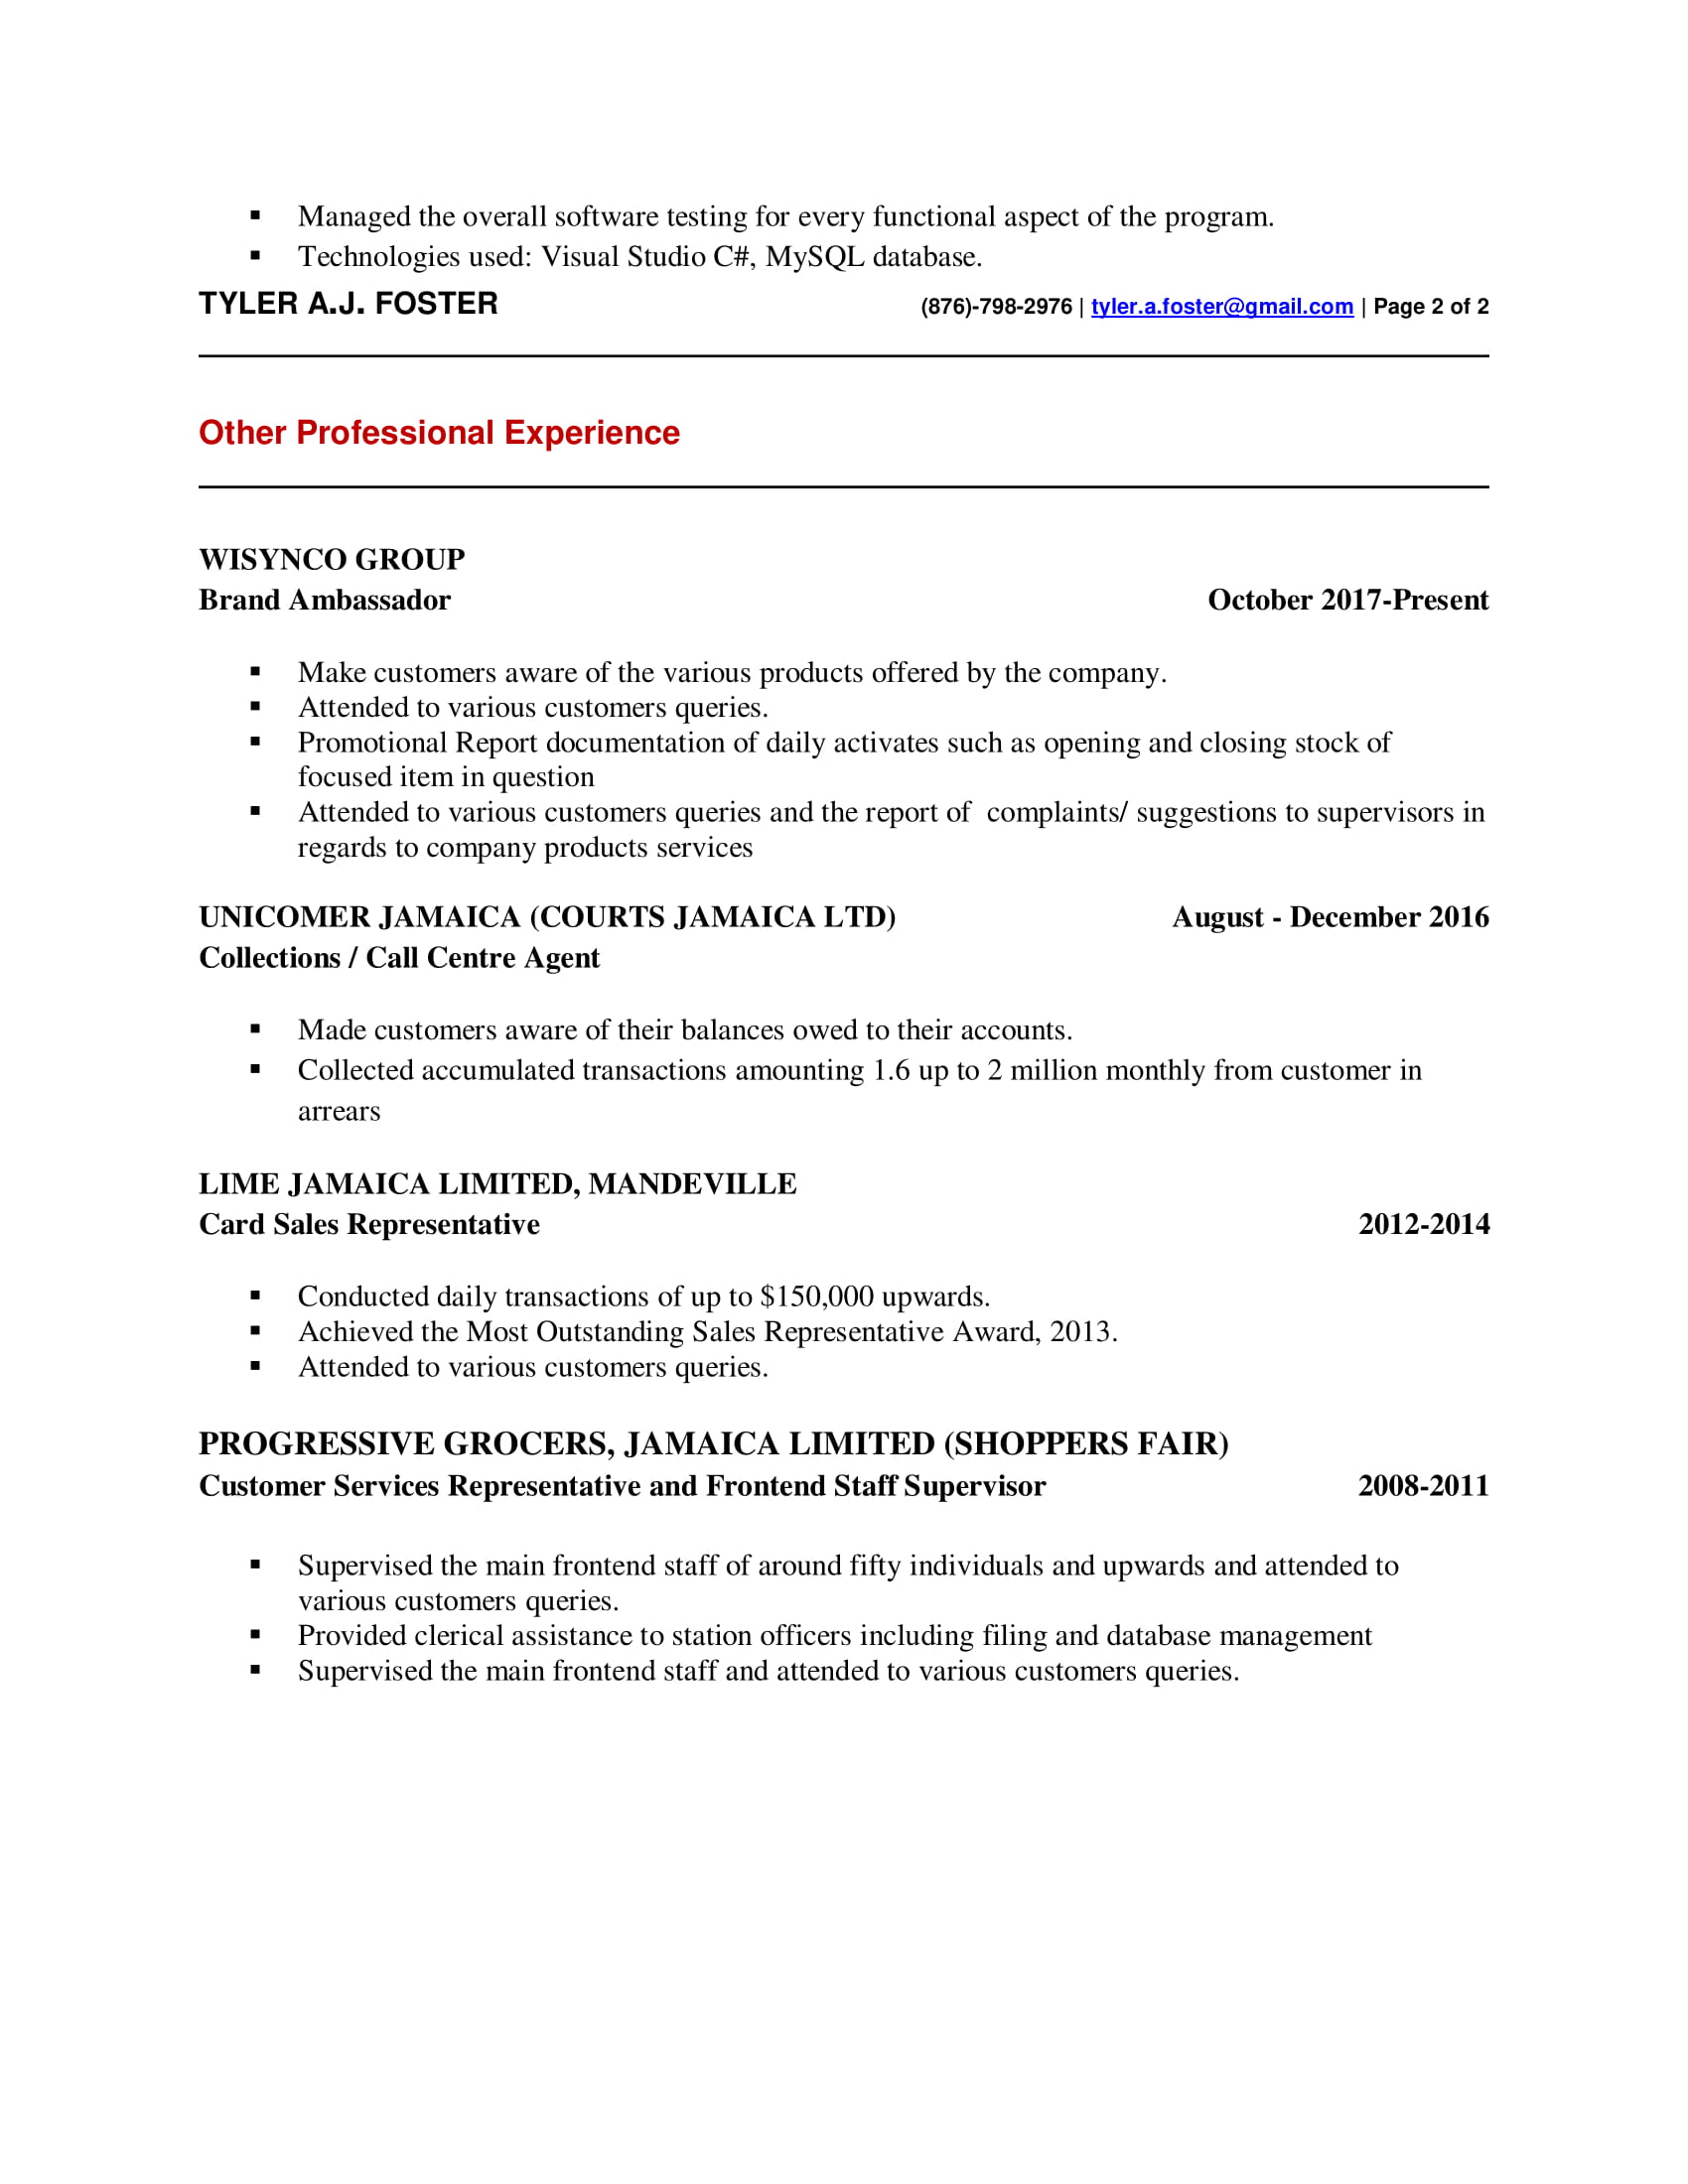 ▪ Managed the overall software testing for every functional aspect of the program.
▪ Technologies used: Visual Studio C#, MySQL database.
TYLER A.J. FOSTER (876)-798-2976 | tyler.a.foster@gmail.com | Page 2 of 2
Other Professional Experience
WISYNCO GROUP
Brand Ambassador October 2017-Present
▪ Make customers aware of the various products offered by the company.
▪ Attended to various customers queries.
▪ Promotional Report documentation of daily activates such as opening and closing stock of
focused item in question
▪ Attended to various customers queries and the report of  complaints/ suggestions to supervisors in
regards to company products services
UNICOMER JAMAICA (COURTS JAMAICA LTD) August - December 2016
Collections / Call Centre Agent
▪ Made customers aware of their balances owed to their accounts.
▪ Collected accumulated transactions amounting 1.6 up to 2 million monthly from customer in
arrears
LIME JAMAICA LIMITED, MANDEVILLE
Card Sales Representative 2012-2014
▪ Conducted daily transactions of up to $150,000 upwards.
▪ Achieved the Most Outstanding Sales Representative Award, 2013.
▪ Attended to various customers queries.
PROGRESSIVE GROCERS, JAMAICA LIMITED (SHOPPERS FAIR)
Customer Services Representative and Frontend Staff Supervisor 2008-2011
▪ Supervised the main frontend staff of around fifty individuals and upwards and attended to
various customers queries.
▪ Provided clerical assistance to station officers including filing and database management
▪ Supervised the main frontend staff and attended to various customers queries.